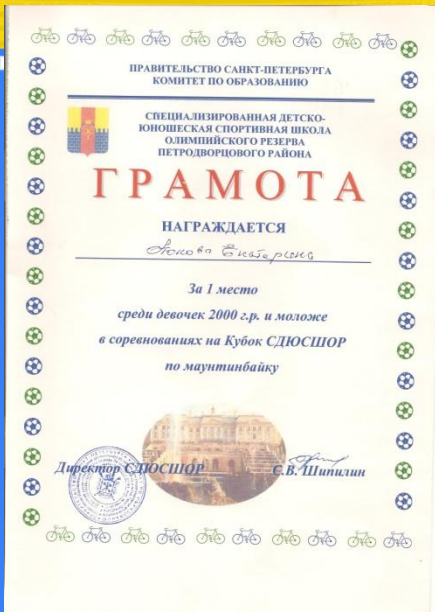 ПРАВИТЕЛЬСТВО САНКТ-ПЕТЕРБУРГА
КОМИТЕТ ПО ОБРАЗОВАНИЮ
СПЕЦИАЛИЗИРОВАННАЯ ДЕТСКО-
ЮНОШЕСКАЯ СПОРТИВНАЯ ШКОЛА
ОЛИМПИЙСКОГО РЕЗЕРВА
ПЕТРОДВОРЦОВОГО РАЙОНА
ГРАМОТА
НАГРАЖДАЕТСЯ
Екатерина
За 1 место
среди девочек 2000 г.р. и моложе
в соревнованиях на Кубок СДЮСШОР
по маунтинбайку
Директор СДЮСШОР С.В. Шипилин